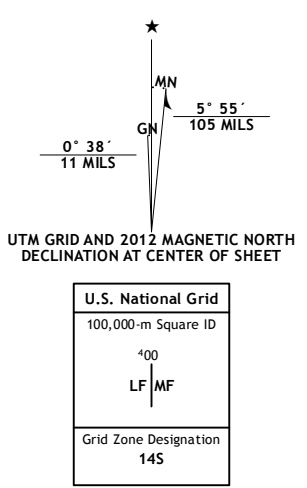 ★
MN
5° 55´
105 MILS
GN
0° 38´
11 MILS
UTM GRID AND 2012 MAGNETIC NORTH
DECLINATION AT CENTER OF SHEET
U.S. National Grid
100,000-m Square ID
⁴00
LF MF
Grid Zone Designation
14S